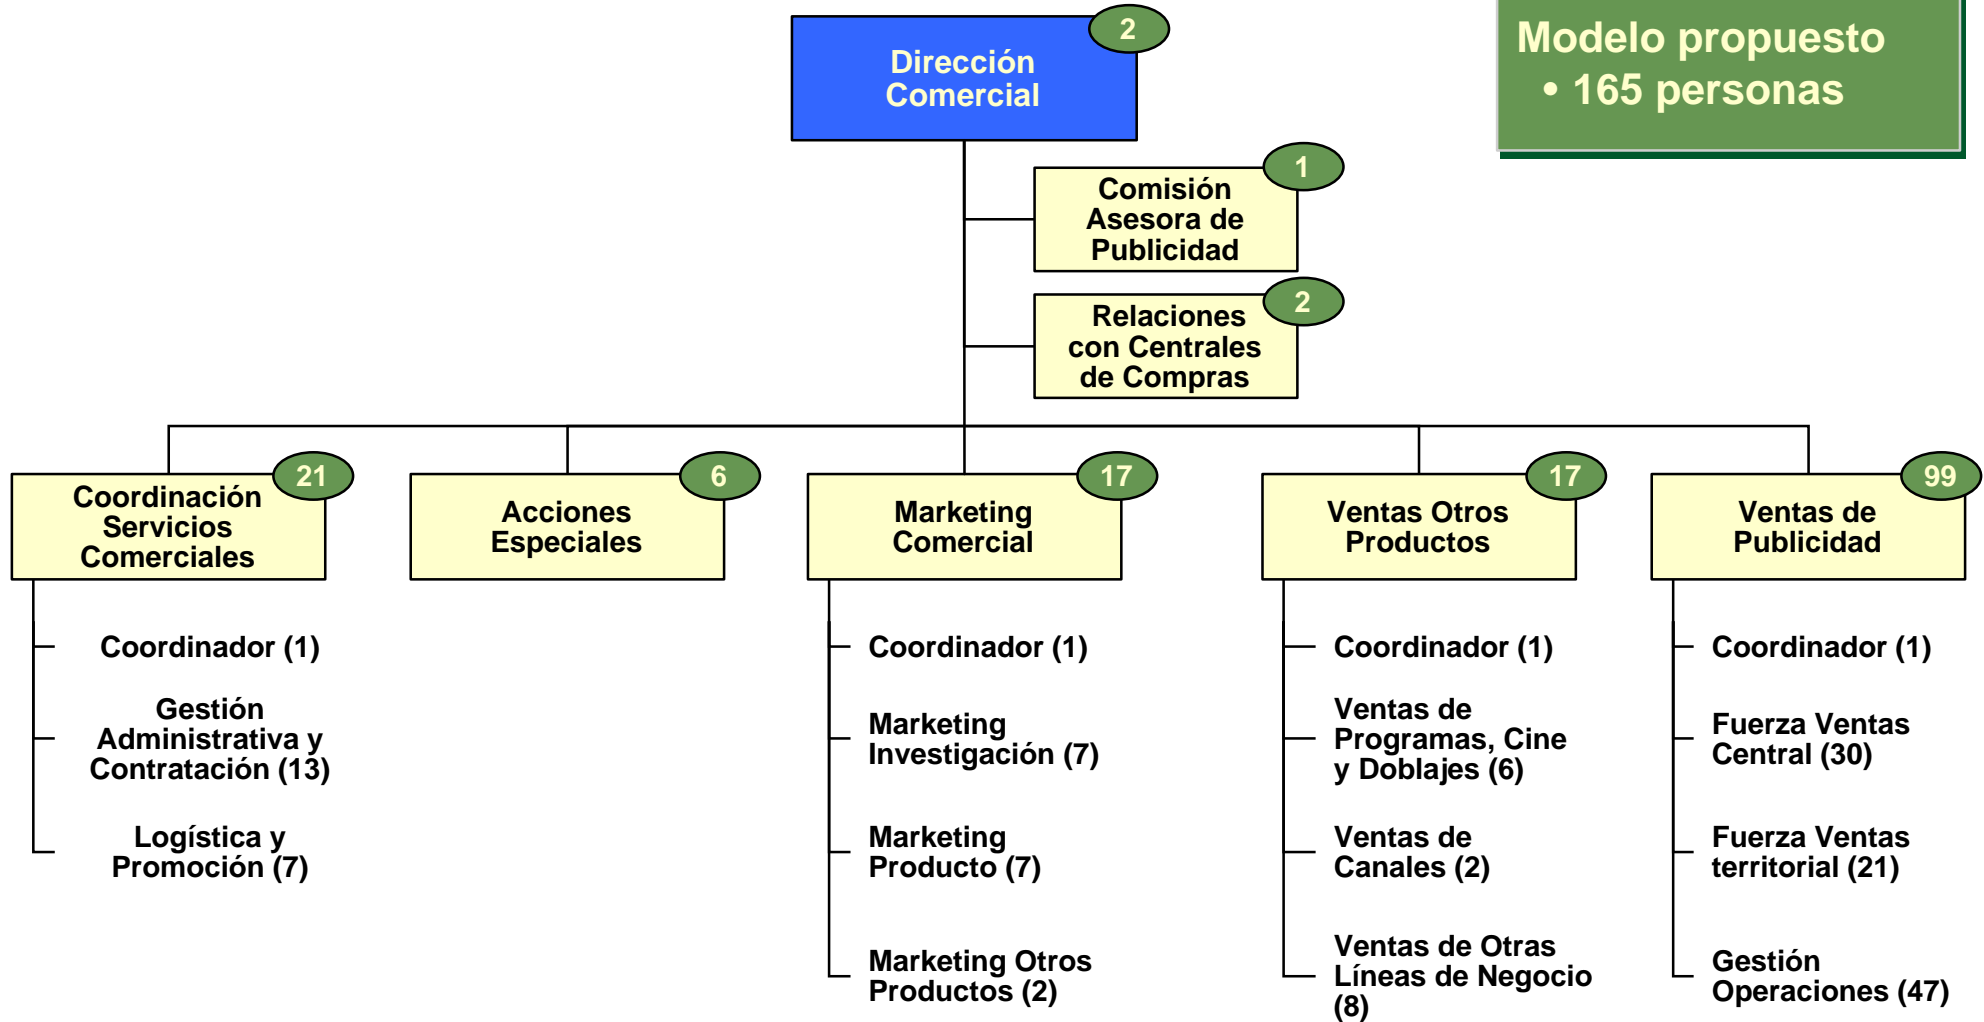 2
Dirección
Comercial
Modelo propuesto
• 165 personas
1
Comisión
Asesora de
Publicidad
2
Relaciones
con Centrales
de Compras
21
Coordinación
Servicios
Comerciales
Coordinador (1)
Gestión
Administrativa y
Contratación (13)
Logística y
Promoción (7)
6
Acciones
Especiales
17
Marketing
Comercial
Coordinador (1)
Marketing
Investigación (7)
Marketing
Producto (7)
Marketing Otros
Productos (2)
17
Ventas Otros
Productos
Coordinador (1)
Ventas de
Programas, Cine
y Doblajes (6)
Ventas de
Canales (2)
Ventas de Otras
Líneas de Negocio
(8)
99
Ventas de
Publicidad
Coordinador (1)
Fuerza Ventas
Central (30)
Fuerza Ventas
territorial (21)
Gestión
Operaciones (47)